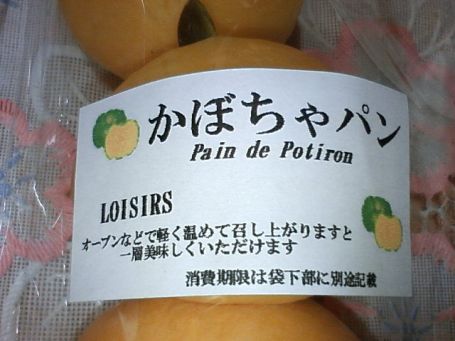 かぼちゃパン
Pain de Potiron
LOISIRS
オーブンなどで軽く温めて召し上がりますと
一層美味しくいただけます
消費期限は袋下部に別途記載